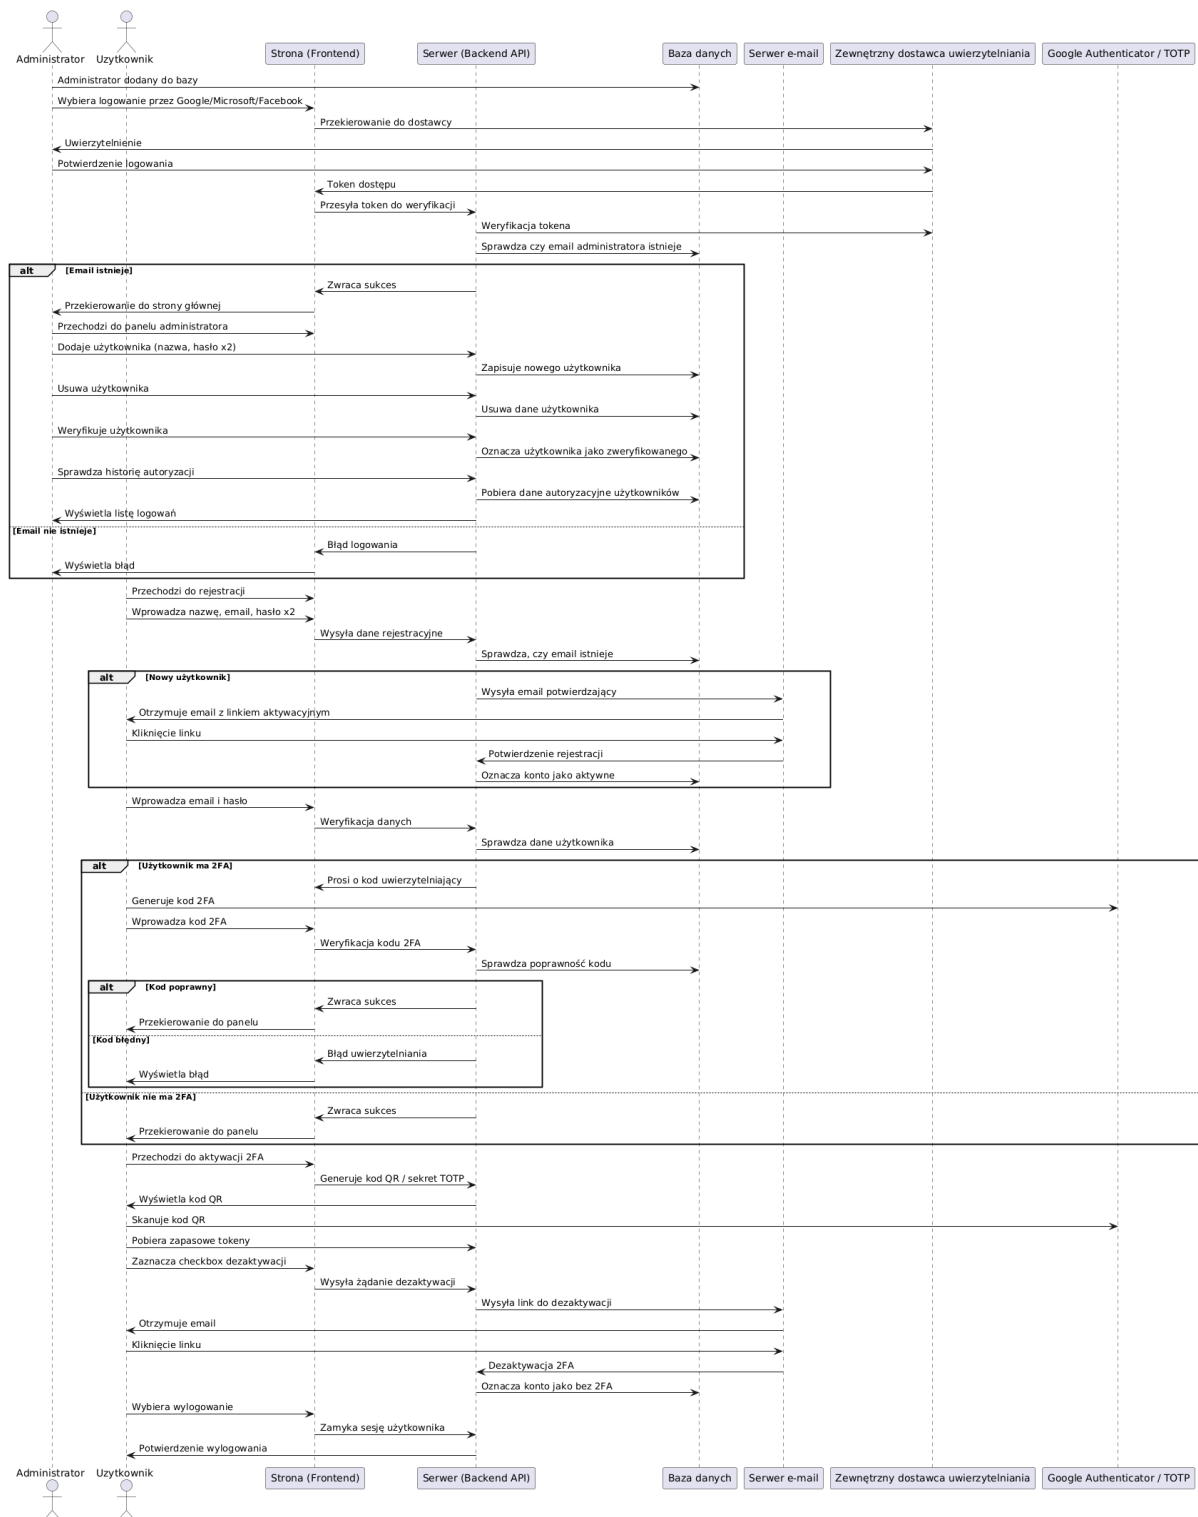 Administrator
Uzytkownik
Strona (Frontend)
Serwer (Backend API)
Baza danych
Serwer e-mail
Zewnętrzny dostawca uwierzytelniania
Google Authenticator / TOTP
Administrator dodany do bazy
Wybiera logowanie przez Google/Microsoft/Facebook
Przekierowanie do dostawcy
Uwierzytelnienie
Potwierdzenie logowania
Token dostępu
Przesyła token do weryfikacji
Weryfikacja tokena
Sprawdza czy email administratora istnieje
alt [Email istnieje]
Zwraca sukces
Przekierowanie do strony głównej
Przechodzi do panelu administratora
Dodaje użytkownika (nazwa, hasło x2)
Zapisuje nowego użytkownika
Usuwa użytkownika
Usuwa dane użytkownika
Weryfikuje użytkownika
Oznacza użytkownika jako zweryfikowanego
Sprawdza historię autoryzacji
Pobiera dane autoryzacyjne użytkowników
Wyświetla listę logowań
[Email nie istnieje]
Błąd logowania
Wyświetla błąd
Przechodzi do rejestracji
Wprowadza nazwę, email, hasło x2
Wysyła dane rejestracyjne
Sprawdza, czy email istnieje
alt [Nowy użytkownik]
Wysyła email potwierdzający
Otrzymuje email z linkiem aktywacyjnym
Kliknięcie linku
Potwierdzenie rejestracji
Oznacza konto jako aktywne
Wprowadza email i hasło
Weryfikacja danych
Sprawdza dane użytkownika
alt [Użytkownik ma 2FA]
Prosi o kod uwierzytelniający
Generuje kod 2FA
Wprowadza kod 2FA
Weryfikacja kodu 2FA
Sprawdza poprawność kodu
alt [Kod poprawny]
Zwraca sukces
Przekierowanie do panelu
[Kod błędny]
Błąd uwierzytelniania
Wyświetla błąd
[Użytkownik nie ma 2FA]
Zwraca sukces
Przekierowanie do panelu
Przechodzi do aktywacji 2FA
Generuje kod QR / sekret TOTP
Wyświetla kod QR
Skanuje kod QR
Pobiera zapasowe tokeny
Zaznacza checkbox dezaktywacji
Wysyła żądanie dezaktywacji
Wysyła link do dezaktywacji
Otrzymuje email
Kliknięcie linku
Dezaktywacja 2FA
Oznacza konto jako bez 2FA
Wybiera wylogowanie
Zamyka sesję użytkownika
Potwierdzenie wylogowania
Administrator
Uzytkownik
Strona (Frontend)
Serwer (Backend API)
Baza danych
Serwer e-mail
Zewnętrzny dostawca uwierzytelniania
Google Authenticator / TOTP